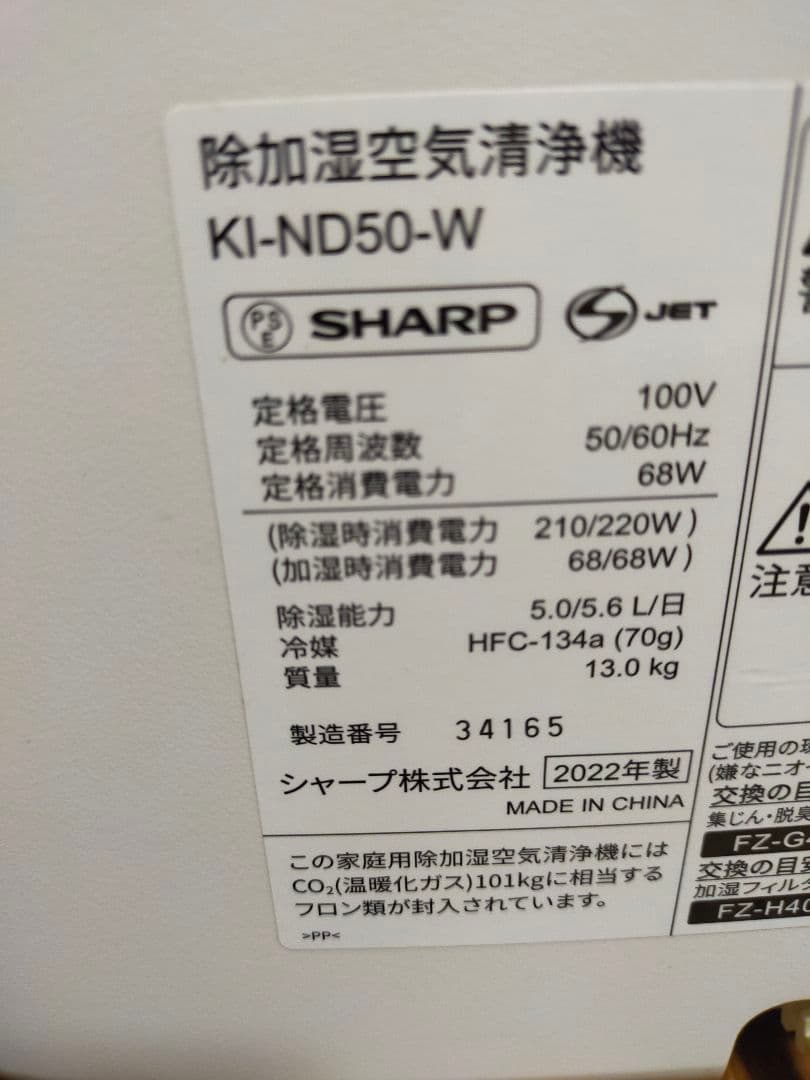 除加湿空気清浄機
KI-ND50-W
PSE SHARP S JET
定格電圧 100V
定格周波数 50/60Hz
定格消費電力 68W
(除湿時消費電力 210/220W)
(加湿時消費電力 68/68W)
除湿能力 5.0/5.6 L/日
冷媒 HFC-134a (70g)
質量 13.0 kg
製造番号 34165
シャープ株式会社 2022年製
MADE IN CHINA
この家庭用除加湿空気清浄機には
CO₂(温暖化ガス)101kgに相当する
フロン類が封入されています。
>PP<
注意
ご使用の
(嫌なニオ
交換の目
集じん・脱臭
FZ-G4
交換の目安
加湿フィルタ
FZ-H40